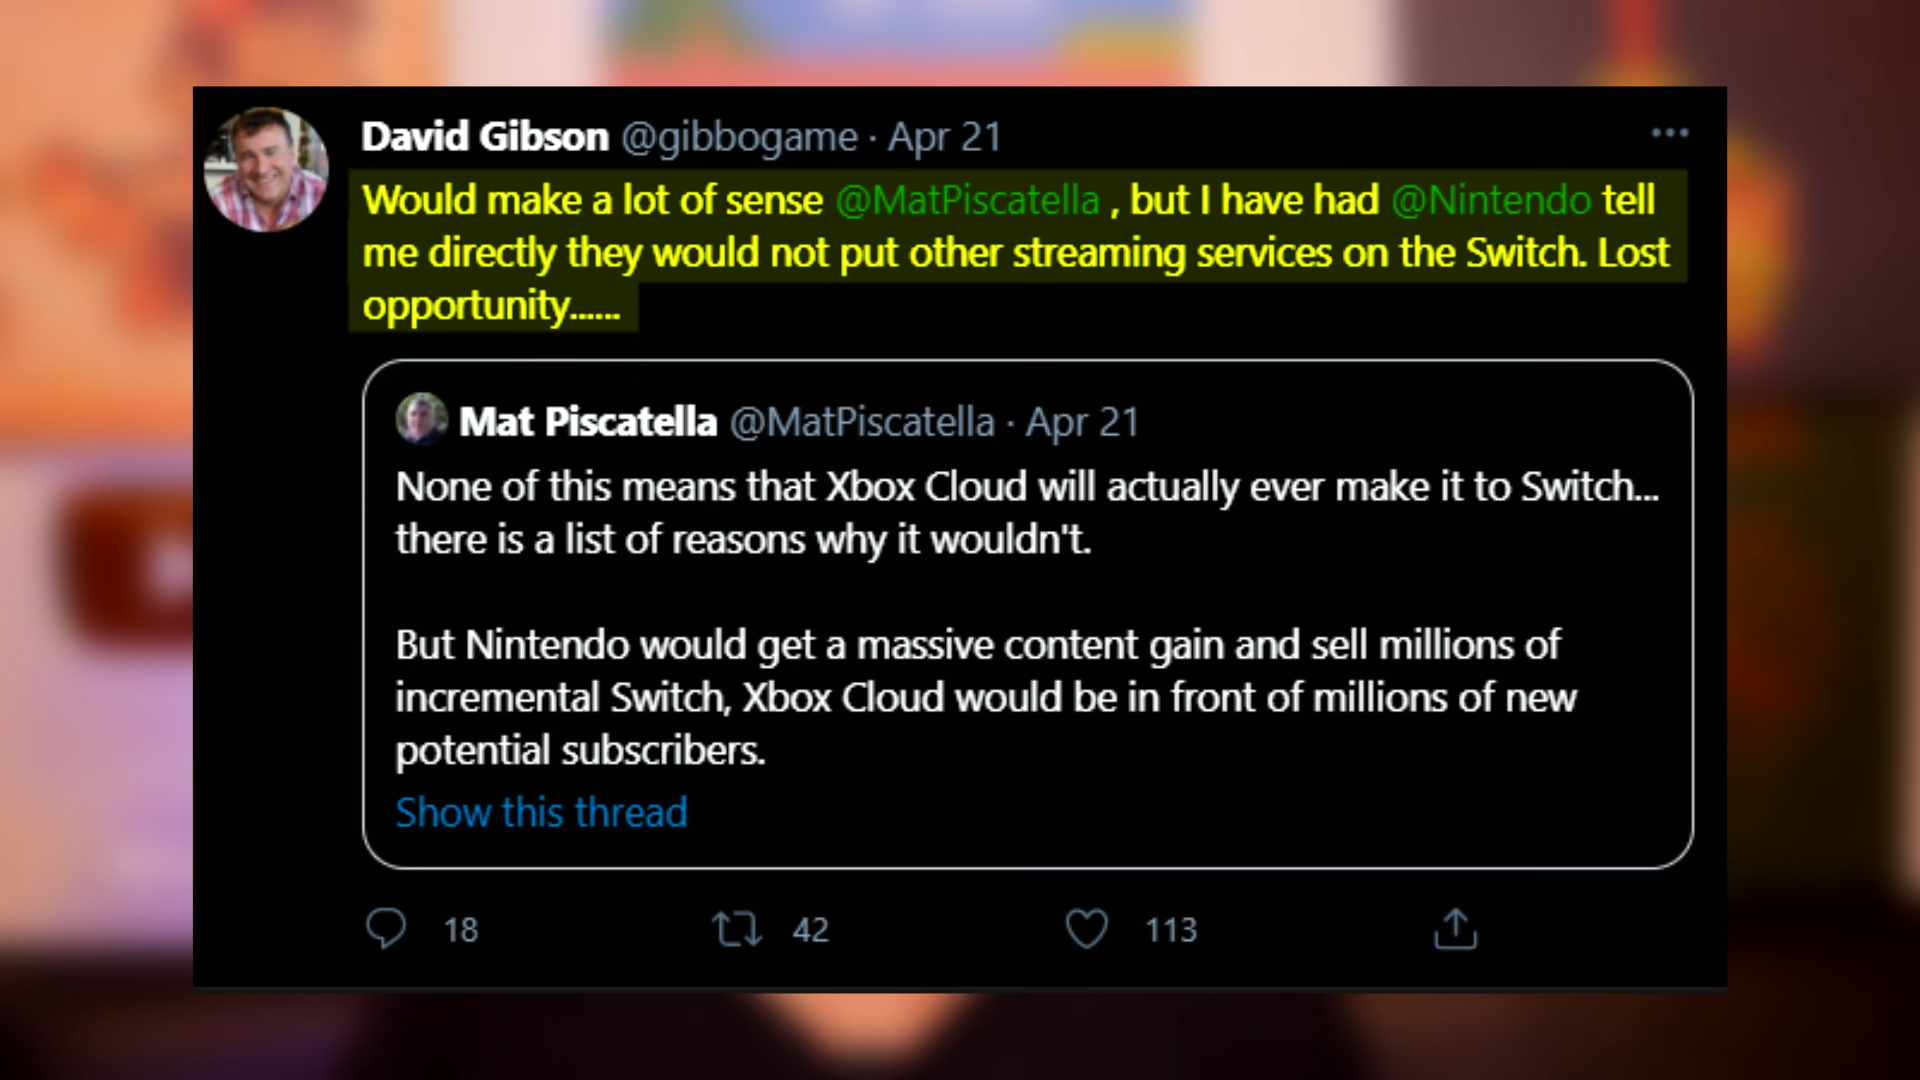 David Gibson @gibbogame · Apr 21
Would make a lot of sense @MatPiscatella , but I have had @Nintendo tell
me directly they would not put other streaming services on the Switch. Lost
opportunity......
Mat Piscatella @MatPiscatella · Apr 21
None of this means that Xbox Cloud will actually ever make it to Switch...
there is a list of reasons why it wouldn't.
But Nintendo would get a massive content gain and sell millions of
incremental Switch, Xbox Cloud would be in front of millions of new
potential subscribers.
Show this thread
18 42 113